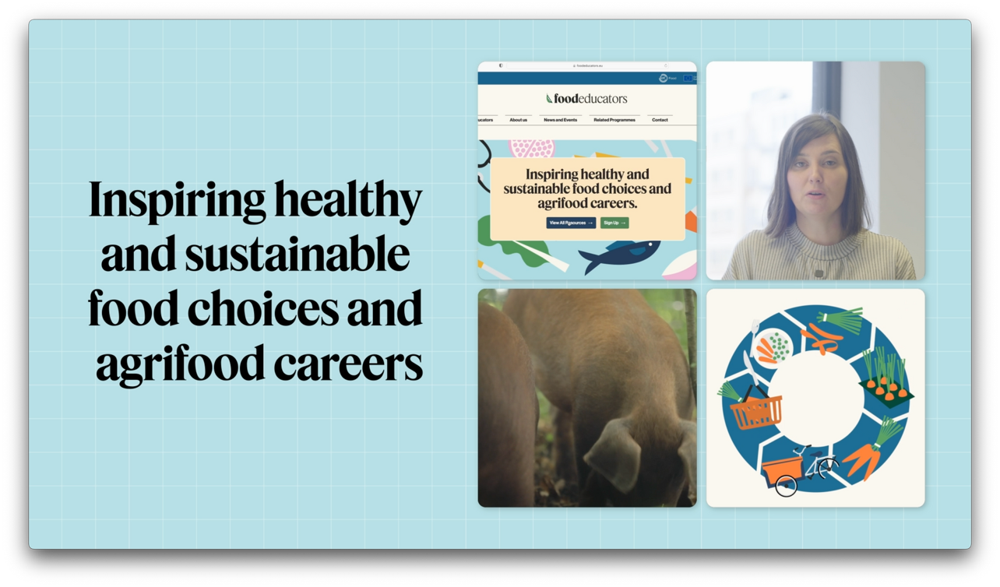 Inspiring healthy
and sustainable
food choices and
agrifood careers
foodeducators.eu
Food
foodeducators
ucators About us News and Events Related Programmes Contact
Inspiring healthy and
sustainable food choices and
agrifood careers.
View All Resources → Sign Up →